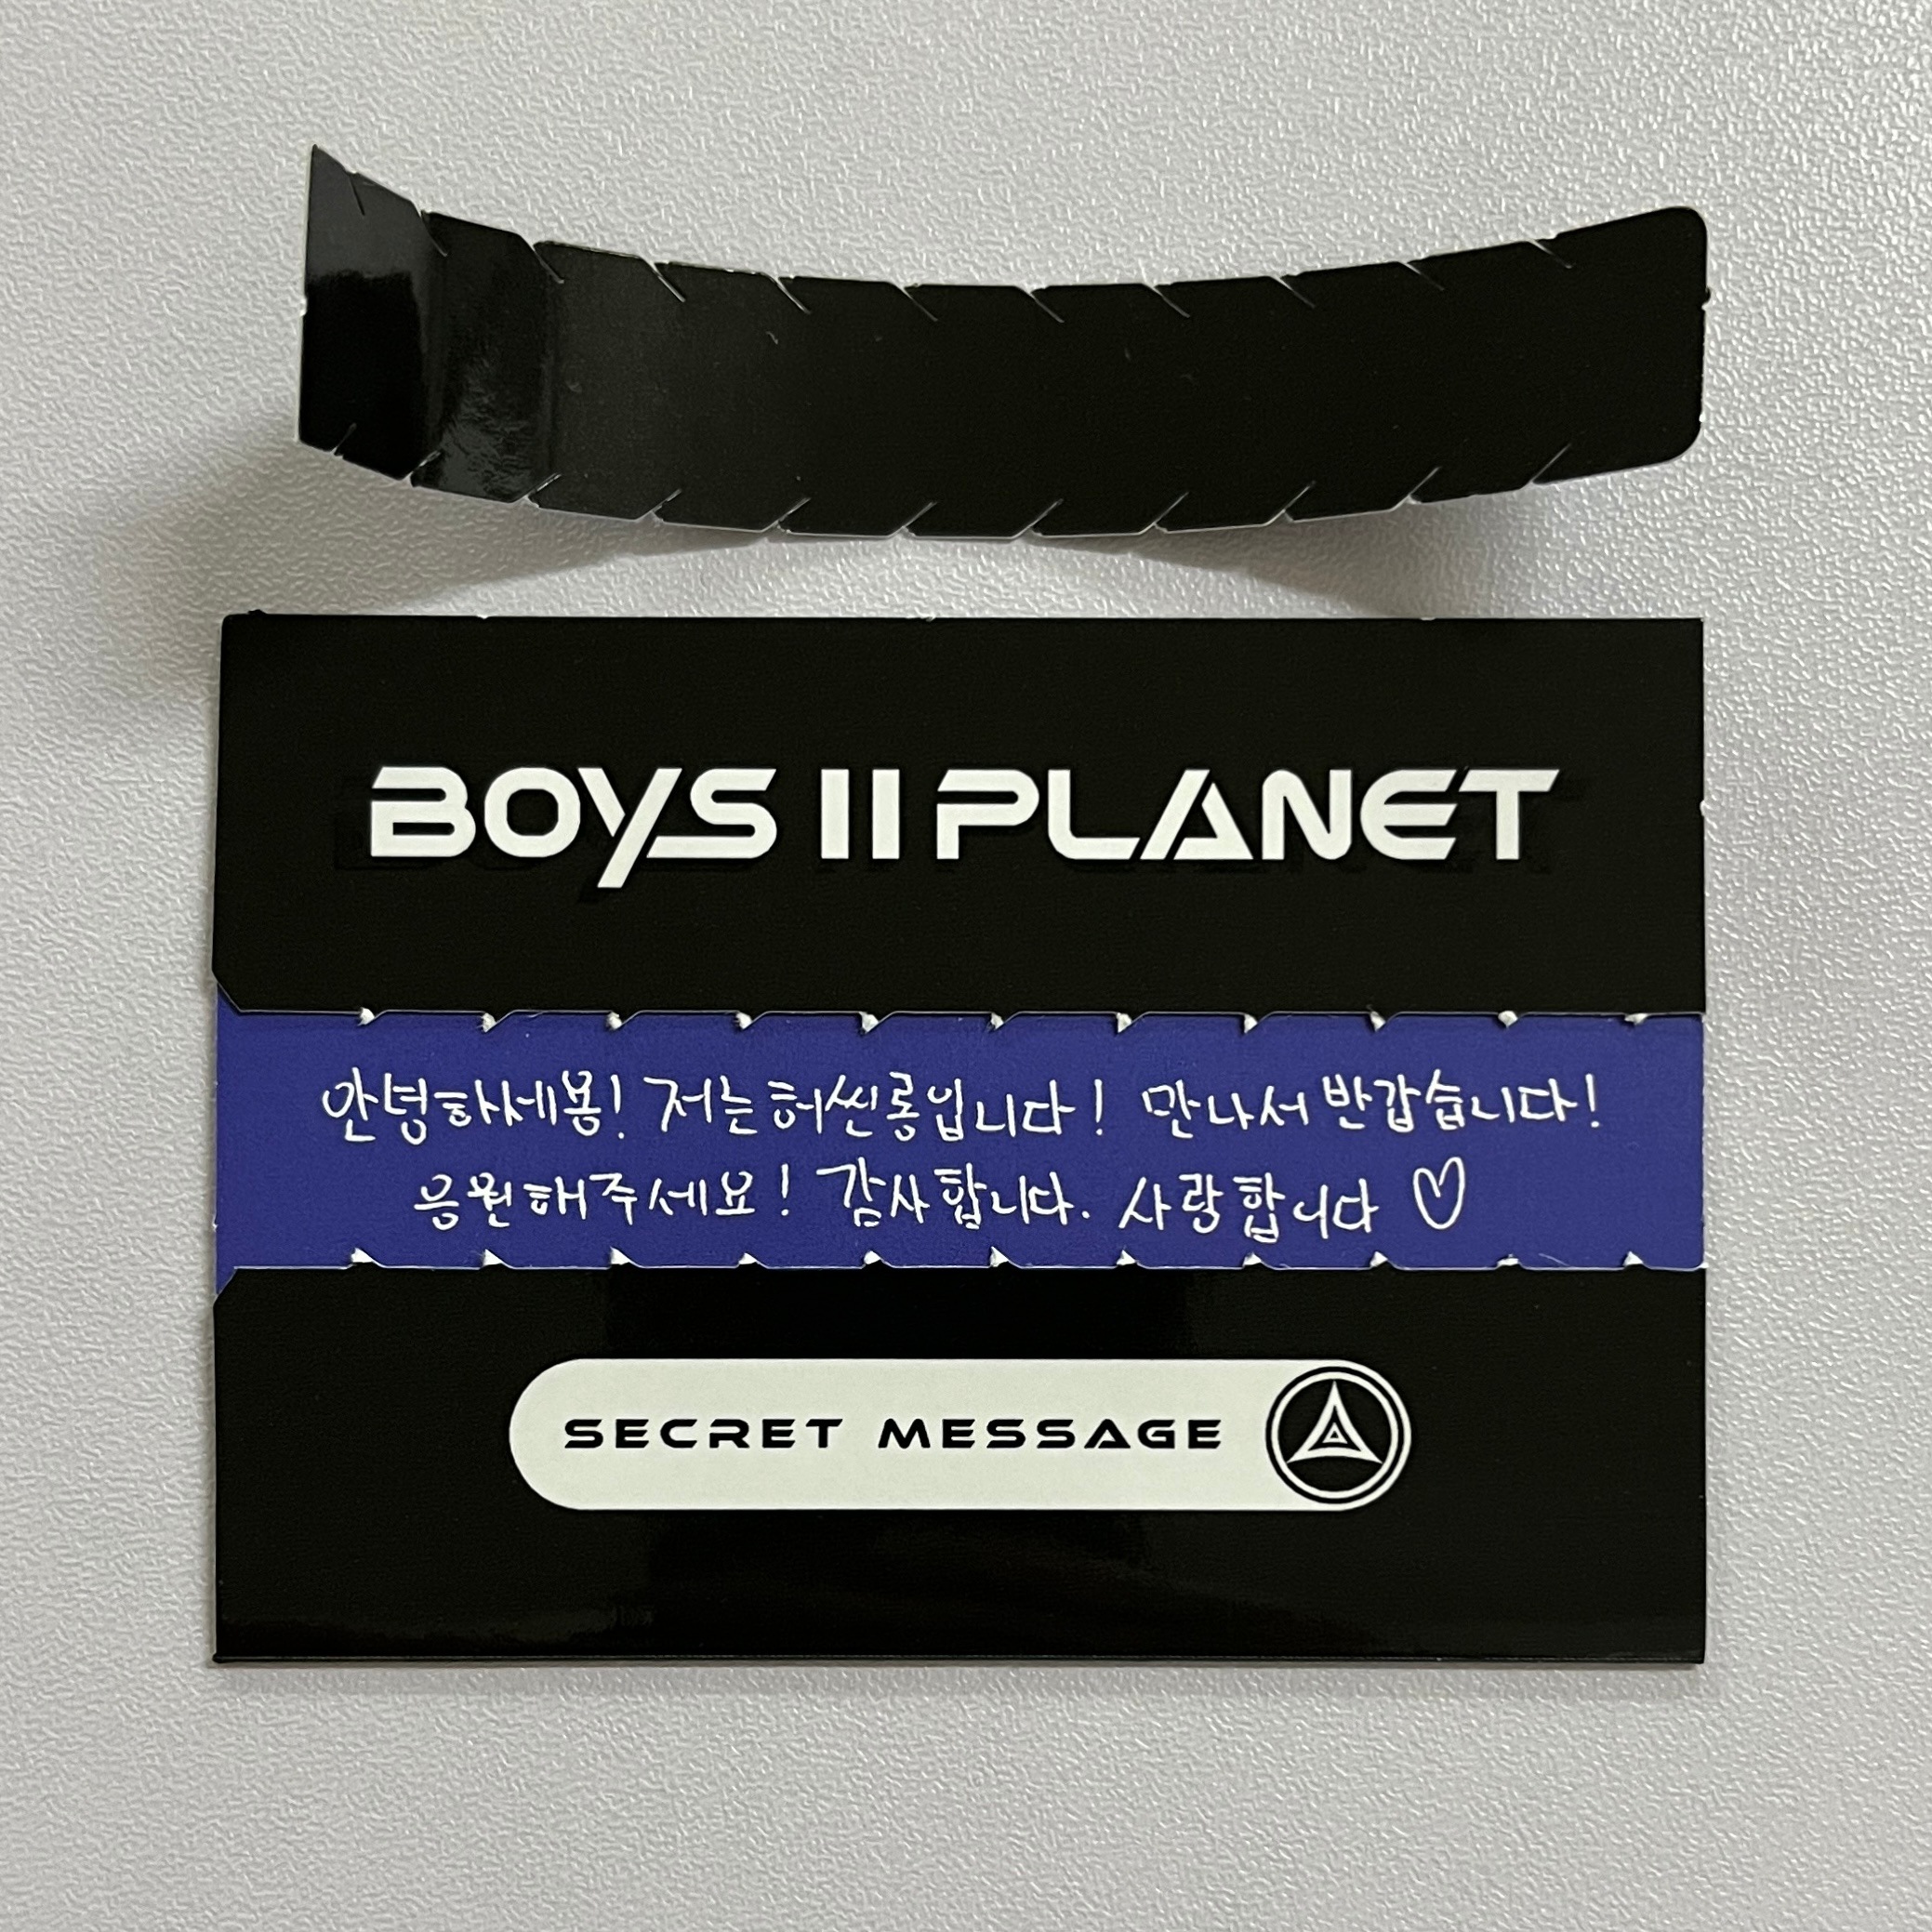 BOYS II PLANET
안녕하세봉! 저는 허씬롱입니다! 만나서 반갑습니다!
응원해주세요! 감사합니다. 사랑합니다 ♡
SECRET MESSAGE